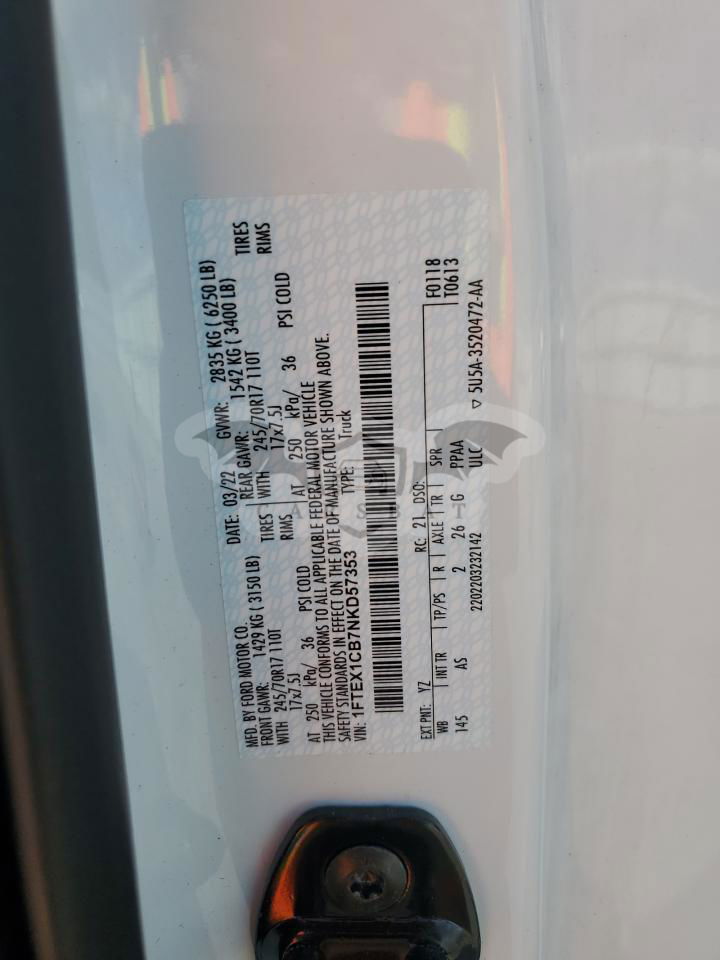 MFD. BY FORD MOTOR CO.
DATE: 03/22 GVWR: 2835 KG ( 6250 LB)
FRONT GAWR: 1429 KG ( 3150 LB) REAR GAWR: 1542 KG ( 3400 LB)
WITH 245/70R17 110T TIRES WITH 245/70R17 110T TIRES
17x7.5J RIMS 17x7.5J RIMS
AT 250 kPa/ 36 PSI COLD AT 250 kPa/ 36 PSI COLD
THIS VEHICLE CONFORMS TO ALL APPLICABLE FEDERAL MOTOR VEHICLE
SAFETY STANDARDS IN EFFECT ON THE DATE OF MANUFACTURE SHOWN ABOVE.
VIN: 1FTEX1CB7NKD57353 TYPE: Truck
EXT PNT: YZ RC: 21 DSO: F0118
WB INT TR TP/PS R AXLE TR SPR T0613
145 AS 2 26 G PPAA
2202203232142 ULC ▽ 5U5A-3520472-AA